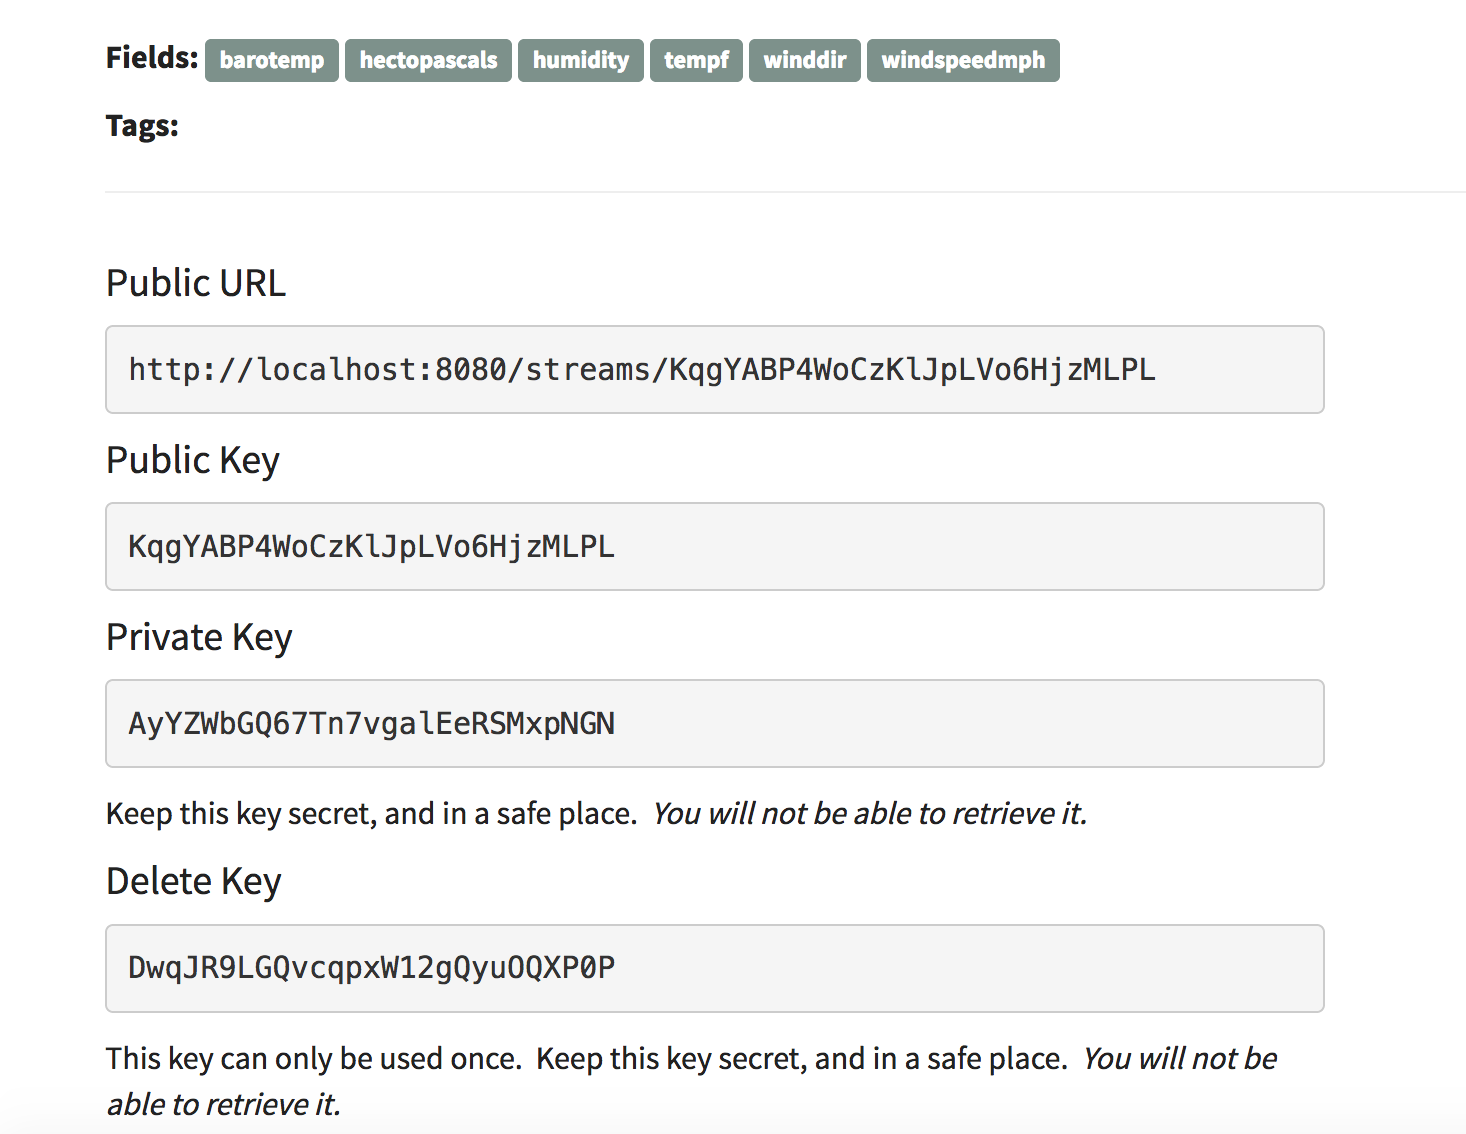 Fields: barotemp hectopascals humidity tempf winddir windspeedmph
Tags:
Public URL
http://localhost:8080/streams/KqgYABP4WoCzKlJpLVo6HjzMLPL
Public Key
KqgYABP4WoCzKlJpLVo6HjzMLPL
Private Key
AyYZWbGQ67Tn7vgalEeRSMxpNGN
Keep this key secret, and in a safe place. You will not be able to retrieve it.
Delete Key
DwqJR9LGQvcqpxW12gQyuOQXP0P
This key can only be used once. Keep this key secret, and in a safe place. You will not be
able to retrieve it.